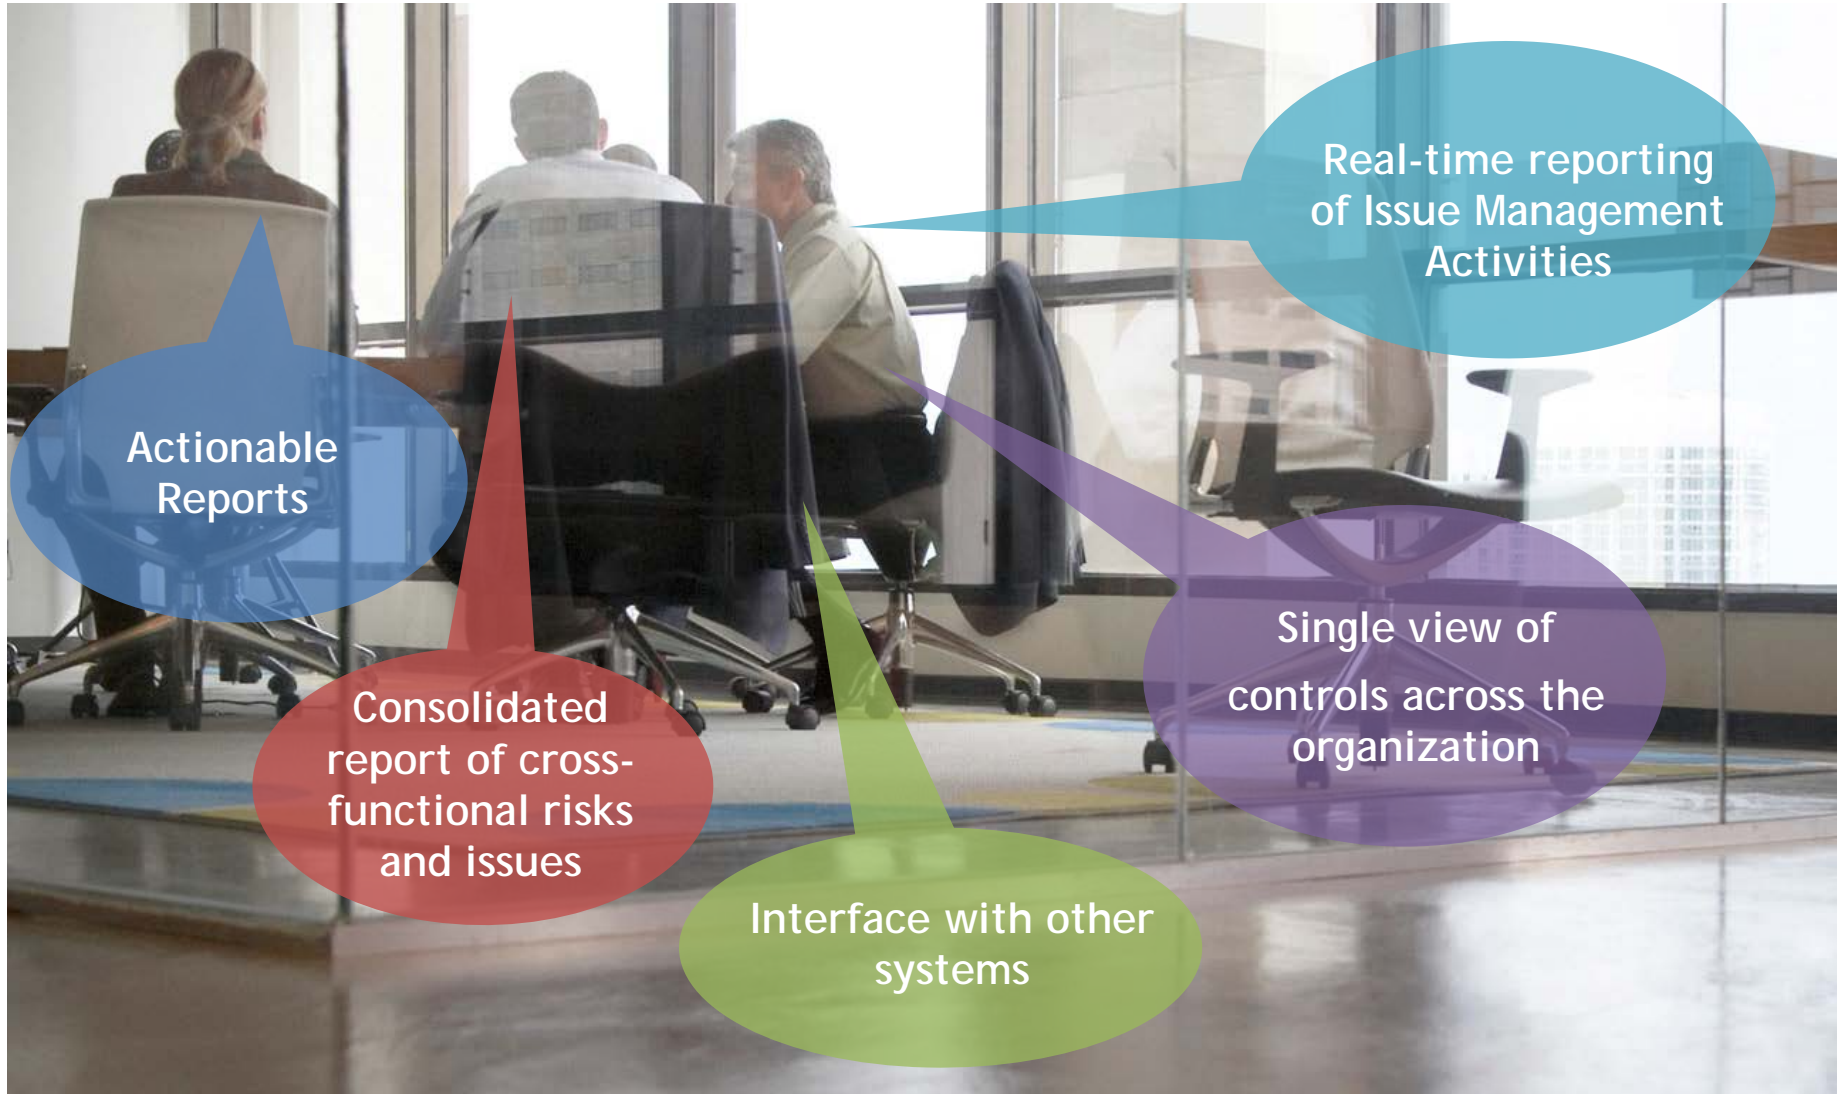 Real-time reporting
of Issue Management
Activities
Actionable
Reports
Single view of
controls across the
organization
Consolidated
report of cross-
functional risks
and issues
Interface with other
systems